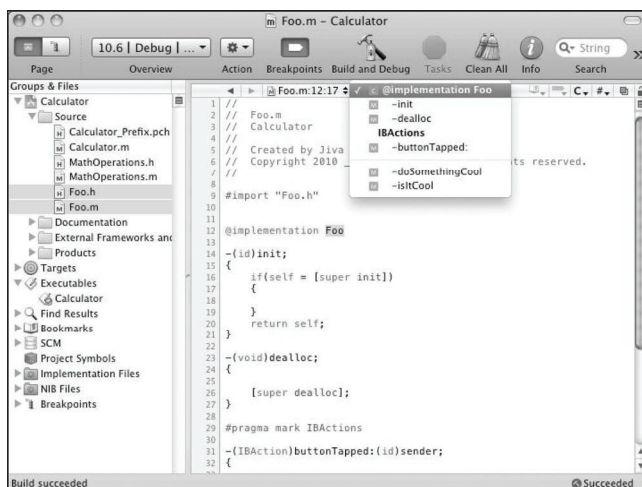 Foo.m – Calculator
10.6 | Debug | ...
String
Page
Overview
Action
Breakpoints
Build and Debug
Tasks
Clean All
Info
Search
Groups & Files
Calculator
Source
Calculator_Prefix.pch
Calculator.m
MathOperations.h
MathOperations.m
Foo.h
Foo.m
Documentation
External Frameworks and
Products
Targets
Executables
Calculator
Find Results
Bookmarks
SCM
Project Symbols
Implementation Files
NIB Files
Breakpoints
Foo.m:12:17
@implementation Foo
-init
-dealloc
IBActions
-buttonTapped:
-doSomethingCool
-isItCool
C, #,
1 //
2 // Foo.m
3 // Calculator
4 //
5 // Created by Jiva
6 // Copyright 2010 _ ts reserved.
7 //
8
9 #import "Foo.h"
10
11
12 @implementation Foo
13
14 -(id)init;
15 {
16 if(self = [super init])
17 {
18
19 }
20 return self;
21 }
22
23 -(void)dealloc;
24 {
25
26 [super dealloc];
27 }
28
29 #pragma mark IBActions
30
31 -(IBAction)buttonTapped:(id)sender;
32 {
Build succeeded
Succeeded